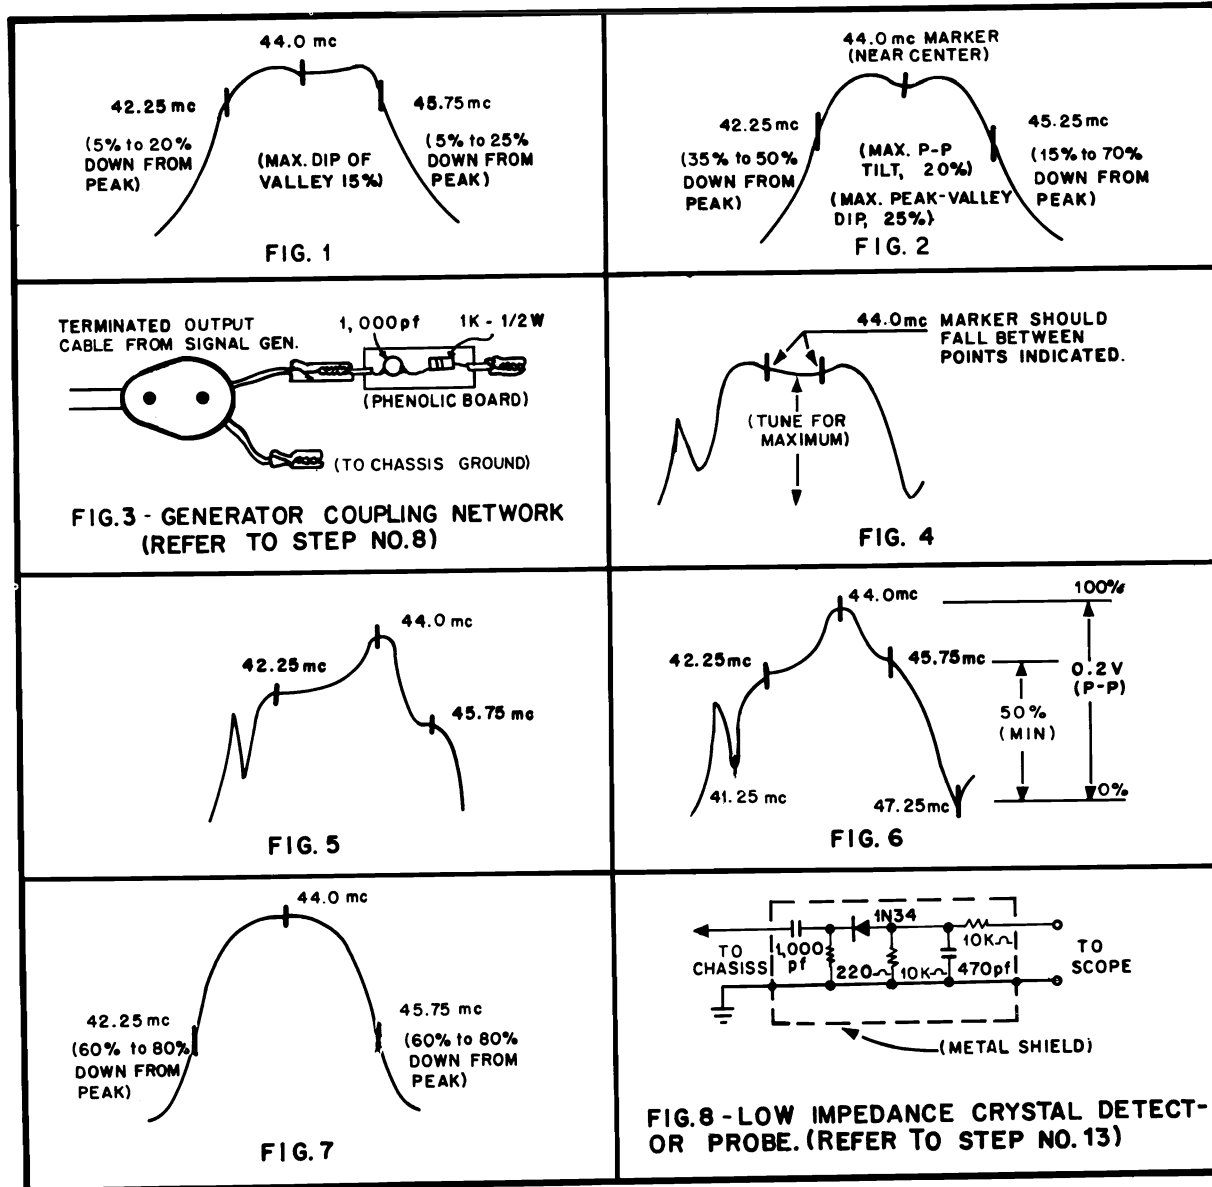 44.0 mc
42.25 mc
(5% to 20%
DOWN FROM
PEAK)
(MAX. DIP OF
VALLEY 15%)
45.75 mc
(5% to 25%
DOWN FROM
PEAK)
FIG. 1
44.0 mc MARKER
(NEAR CENTER)
42.25 mc
(35% to 50%
DOWN FROM
PEAK)
(MAX. P-P
TILT, 20%)
(MAX. PEAK-VALLEY
DIP, 25%)
45.25 mc
(15% to 70%
DOWN FROM
PEAK)
FIG. 2
TERMINATED OUTPUT
CABLE FROM SIGNAL GEN.
1,000pf
1K - 1/2W
(PHENOLIC BOARD)
(TO CHASSIS GROUND)
FIG.3 - GENERATOR COUPLING NETWORK
(REFER TO STEP NO.8)
44.0mc MARKER SHOULD
FALL BETWEEN
POINTS INDICATED.
(TUNE FOR
MAXIMUM)
FIG. 4
44.0 mc
42.25 mc
45.75 mc
FIG. 5
44.0mc
42.25mc
45.75mc
41.25 mc
47.25mc
100%
0.2V
(P-P)
50%
(MIN)
0%
FIG. 6
44.0 mc
42.25 mc
(60% to 80%
DOWN FROM
PEAK)
45.75 mc
(60% to 80%
DOWN FROM
PEAK)
FIG. 7
1N34
TO
CHASISS
1,000
pf
220Ω
10KΩ
470pf
10KΩ
TO
SCOPE
(METAL SHIELD)
FIG.8 - LOW IMPEDANCE CRYSTAL DETECT-
OR PROBE. (REFER TO STEP NO. 13)